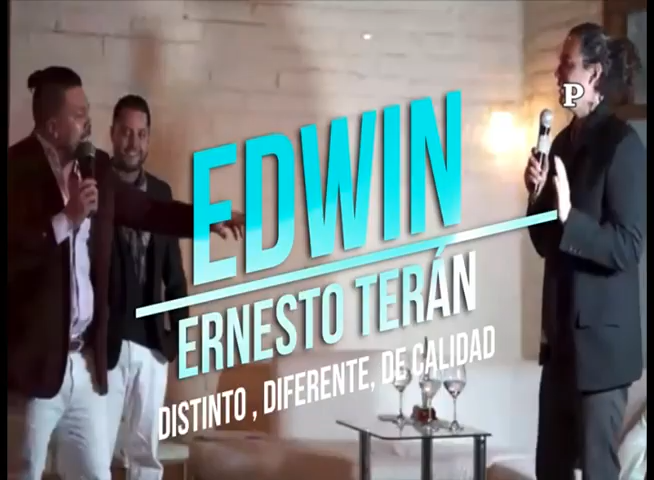 P
EDWIN
ERNESTO TERÁN
DISTINTO , DIFERENTE, DE CALIDAD